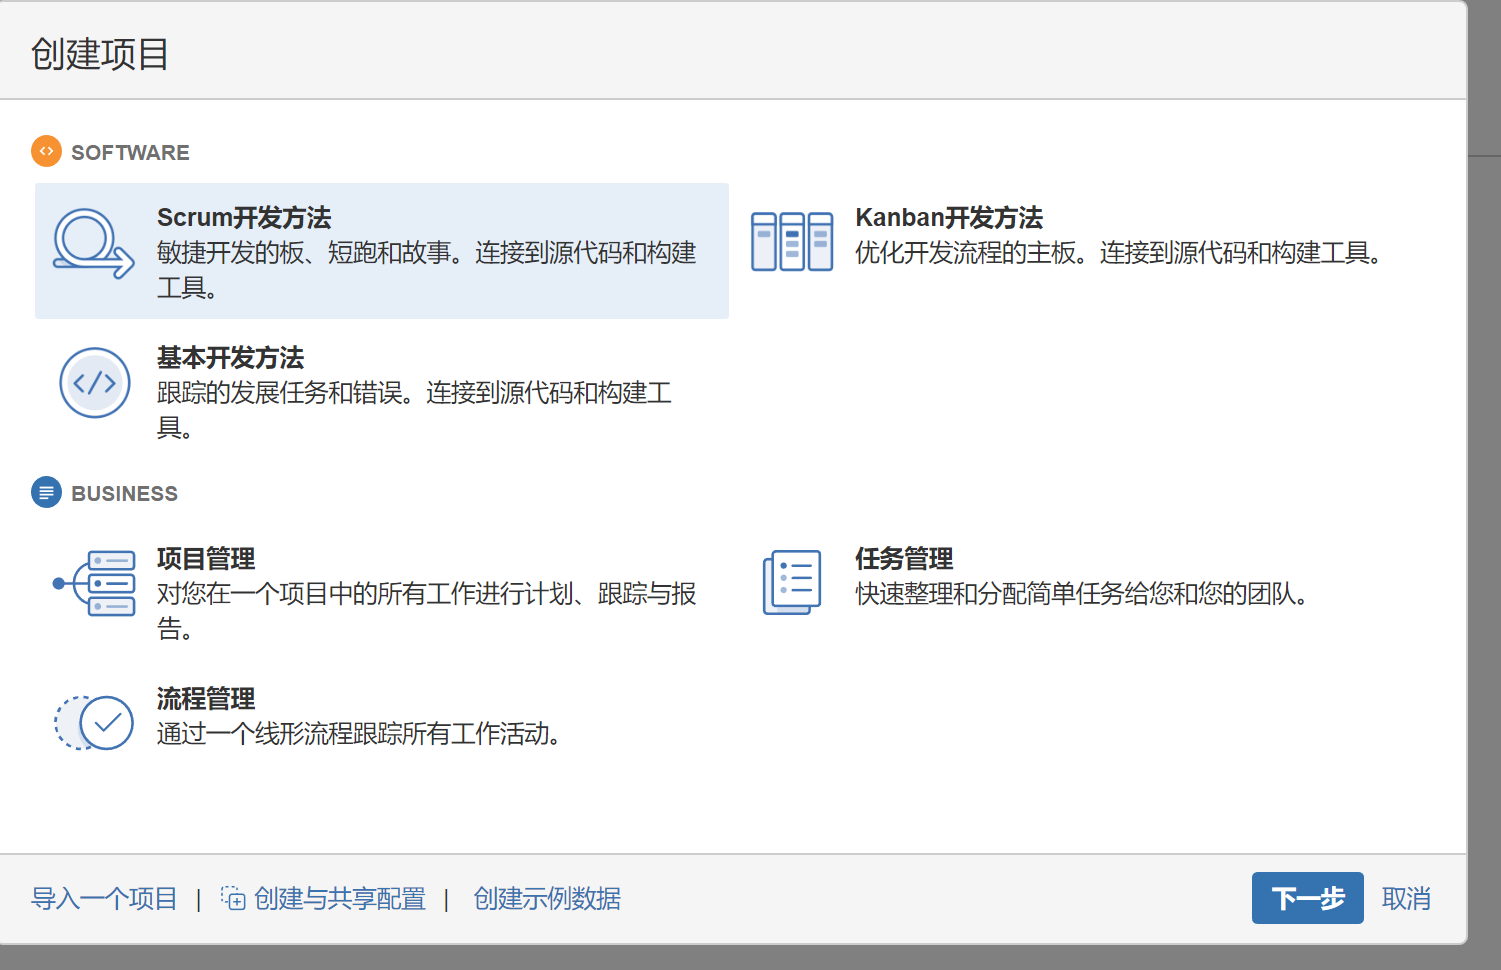 创建项目
SOFTWARE
Scrum开发方法
敏捷开发的板、短跑和故事。连接到源代码和构建
工具。
Kanban开发方法
优化开发流程的主板。连接到源代码和构建工具。
基本开发方法
跟踪的发展任务和错误。连接到源代码和构建工
具。
BUSINESS
项目管理
对您在一个项目中的所有工作进行计划、跟踪与报
告。
任务管理
快速整理和分配简单任务给您和您的团队。
流程管理
通过一个线形流程跟踪所有工作活动。
导入一个项目 | 创建与共享配置 | 创建示例数据
下一步 取消